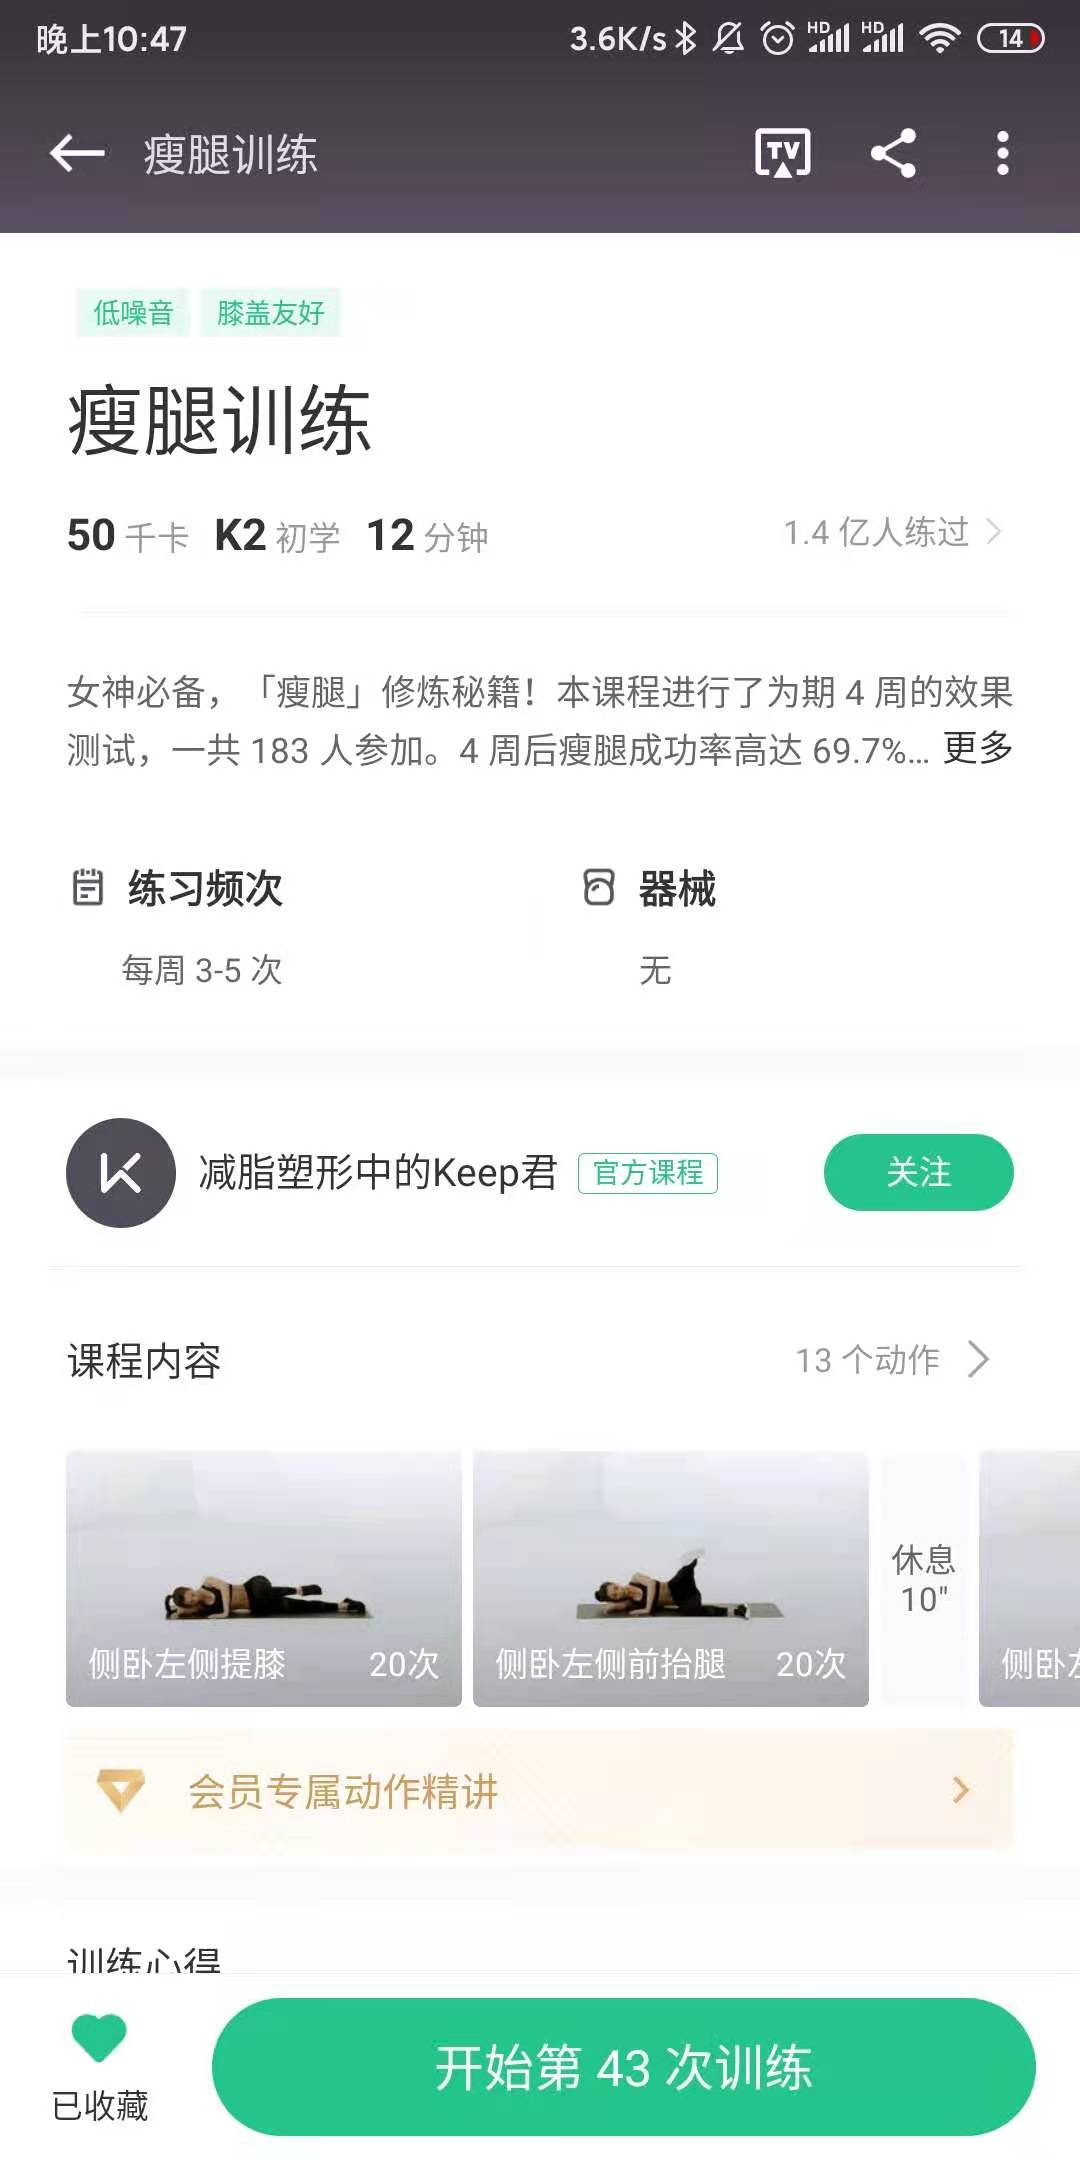 晚上10:47
3.6K/s
HD
HD
14
瘦腿训练
TV
低噪音 膝盖友好
瘦腿训练
50 千卡 K2 初学 12 分钟
1.4 亿人练过
女神必备，「瘦腿」修炼秘籍！本课程进行了为期 4 周的效果
测试，一共 183 人参加。4 周后瘦腿成功率高达 69.7%... 更多
练习频次
器械
每周 3-5 次
无
减脂塑形中的Keep君 官方课程
关注
课程内容
13 个动作
侧卧左侧提膝 20次
侧卧左侧前抬腿 20次
休息
10"
侧卧
会员专属动作精讲
训练心得
已收藏
开始第 43 次训练